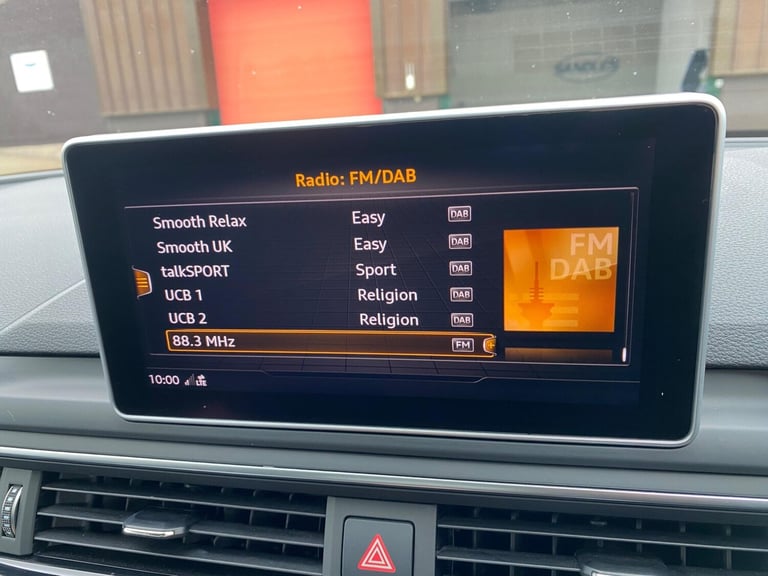 SANDLES
Radio: FM/DAB
Smooth Relax Easy DAB
Smooth UK Easy DAB
talkSPORT Sport DAB
UCB 1 Religion DAB
UCB 2 Religion DAB
88.3 MHz FM
FM
DAB
10:00 LTE